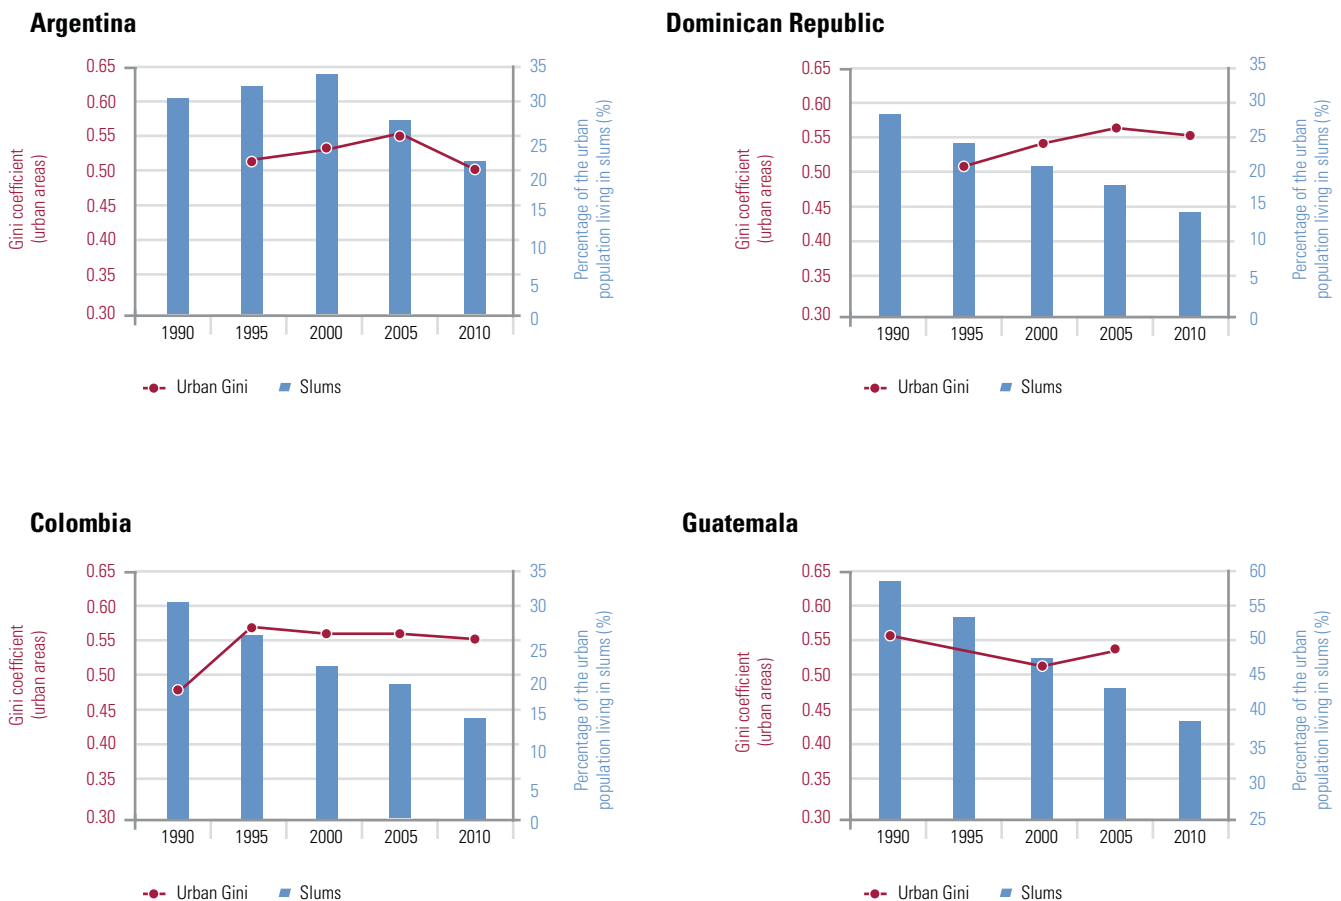 Argentina
Gini coefficient
(urban areas)
0.65
0.60
0.55
0.50
0.45
0.40
0.35
0.30
35
30
25
20
15
10
5
0
Percentage of the urban
population living in slums (%)
1990 1995 2000 2005 2010
Urban Gini Slums
Dominican Republic
Gini coefficient
(urban areas)
0.65
0.60
0.55
0.50
0.45
0.40
0.35
0.30
35
30
25
20
15
10
5
0
Percentage of the urban
population living in slums (%)
1990 1995 2000 2005 2010
Urban Gini Slums
Colombia
Gini coefficient
(urban areas)
0.65
0.60
0.55
0.50
0.45
0.40
0.35
0.30
35
30
25
20
15
10
5
0
Percentage of the urban
population living in slums (%)
1990 1995 2000 2005 2010
Urban Gini Slums
Guatemala
Gini coefficient
(urban areas)
0.65
0.60
0.55
0.50
0.45
0.40
0.35
0.30
60
55
50
45
40
35
30
25
Percentage of the urban
population living in slums (%)
1990 1995 2000 2005 2010
Urban Gini Slums